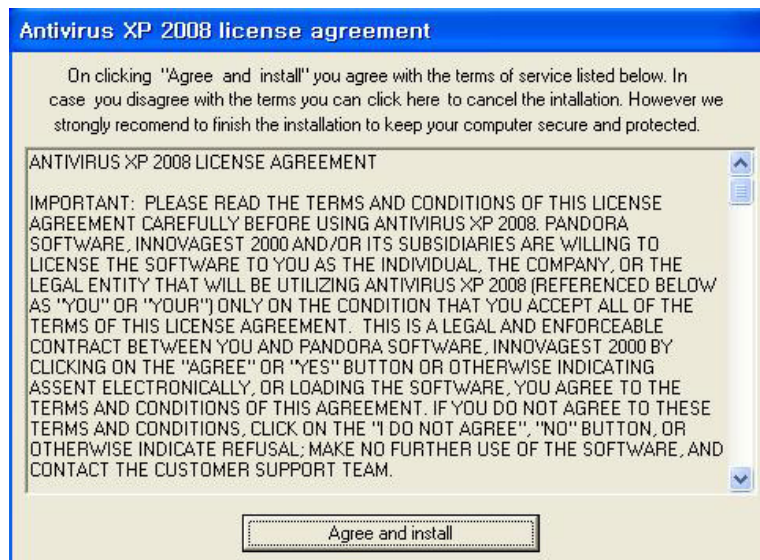 Antivirus XP 2008 license agreement
On clicking "Agree and install" you agree with the terms of service listed below. In
case you disagree with the terms you can click here to cancel the intallation. However we
strongly recomend to finish the installation to keep your computer secure and protected.
ANTIVIRUS XP 2008 LICENSE AGREEMENT
IMPORTANT: PLEASE READ THE TERMS AND CONDITIONS OF THIS LICENSE
AGREEMENT CAREFULLY BEFORE USING ANTIVIRUS XP 2008. PANDORA
SOFTWARE, INNOVAGEST 2000 AND/OR ITS SUBSIDIARIES ARE WILLING TO
LICENSE THE SOFTWARE TO YOU AS THE INDIVIDUAL, THE COMPANY, OR THE
LEGAL ENTITY THAT WILL BE UTILIZING ANTIVIRUS XP 2008 (REFERENCED BELOW
AS "YOU" OR "YOUR") ONLY ON THE CONDITION THAT YOU ACCEPT ALL OF THE
TERMS OF THIS LICENSE AGREEMENT. THIS IS A LEGAL AND ENFORCEABLE
CONTRACT BETWEEN YOU AND PANDORA SOFTWARE, INNOVAGEST 2000 BY
CLICKING ON THE "AGREE" OR "YES" BUTTON OR OTHERWISE INDICATING
ASSENT ELECTRONICALLY, OR LOADING THE SOFTWARE, YOU AGREE TO THE
TERMS AND CONDITIONS OF THIS AGREEMENT. IF YOU DO NOT AGREE TO THESE
TERMS AND CONDITIONS, CLICK ON THE "I DO NOT AGREE", "NO" BUTTON, OR
OTHERWISE INDICATE REFUSAL; MAKE NO FURTHER USE OF THE SOFTWARE, AND
CONTACT THE CUSTOMER SUPPORT TEAM.
Agree and install